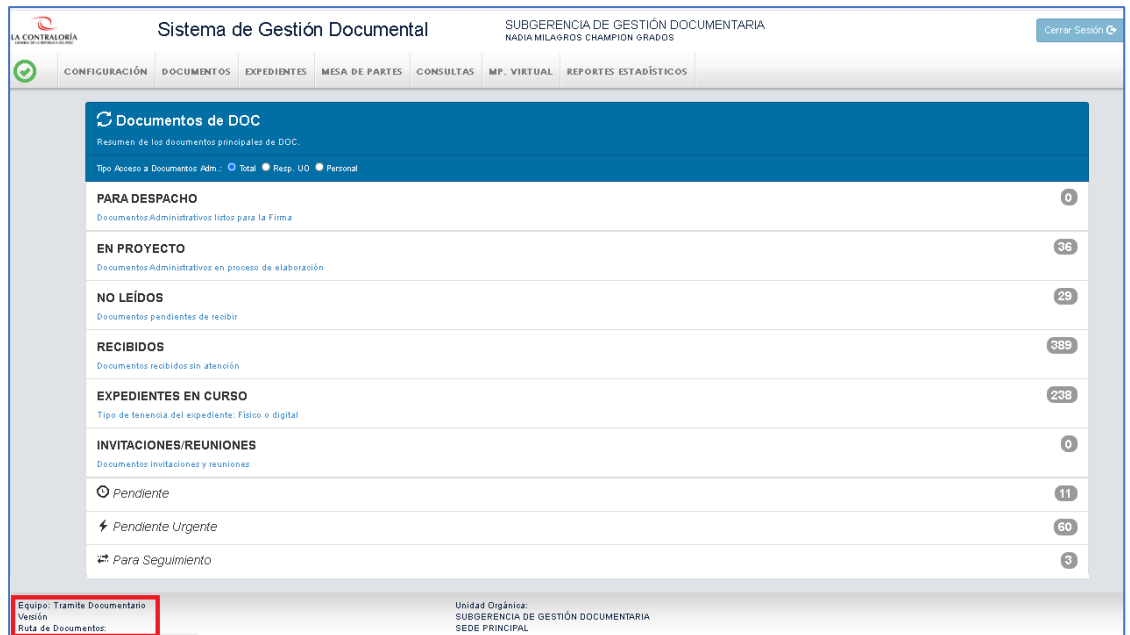 LA CONTRALORÍA
GENERAL DE LA REPÚBLICA DEL PERÚ
Sistema de Gestión Documental
SUBGERENCIA DE GESTIÓN DOCUMENTARIA
NADIA MILAGROS CHAMPION GRADOS
Cerrar Sesión
CONFIGURACIÓN DOCUMENTOS EXPEDIENTES MESA DE PARTES CONSULTAS MP. VIRTUAL REPORTES ESTADÍSTICOS
Documentos de DOC
Resumen de los documentos principales de DOC.
Tipo Acceso a Documentos Adm.: Total Resp. UO Personal
PARA DESPACHO 0
Documentos Administrativos listos para la Firma
EN PROYECTO 36
Documentos Administrativos en proceso de elaboración
NO LEÍDOS 29
Documentos pendientes de recibir
RECIBIDOS 389
Documentos recibidos sin atención
EXPEDIENTES EN CURSO 238
Tipo de tenencia del expediente: Físico o digital
INVITACIONES/REUNIONES 0
Documentos invitaciones y reuniones
Pendiente 11
Pendiente Urgente 60
Para Seguimiento 3
Equipo: Tramite Documentario
Versión
Ruta de Documentos:
Unidad Orgánica:
SUBGERENCIA DE GESTIÓN DOCUMENTARIA
SEDE PRINCIPAL